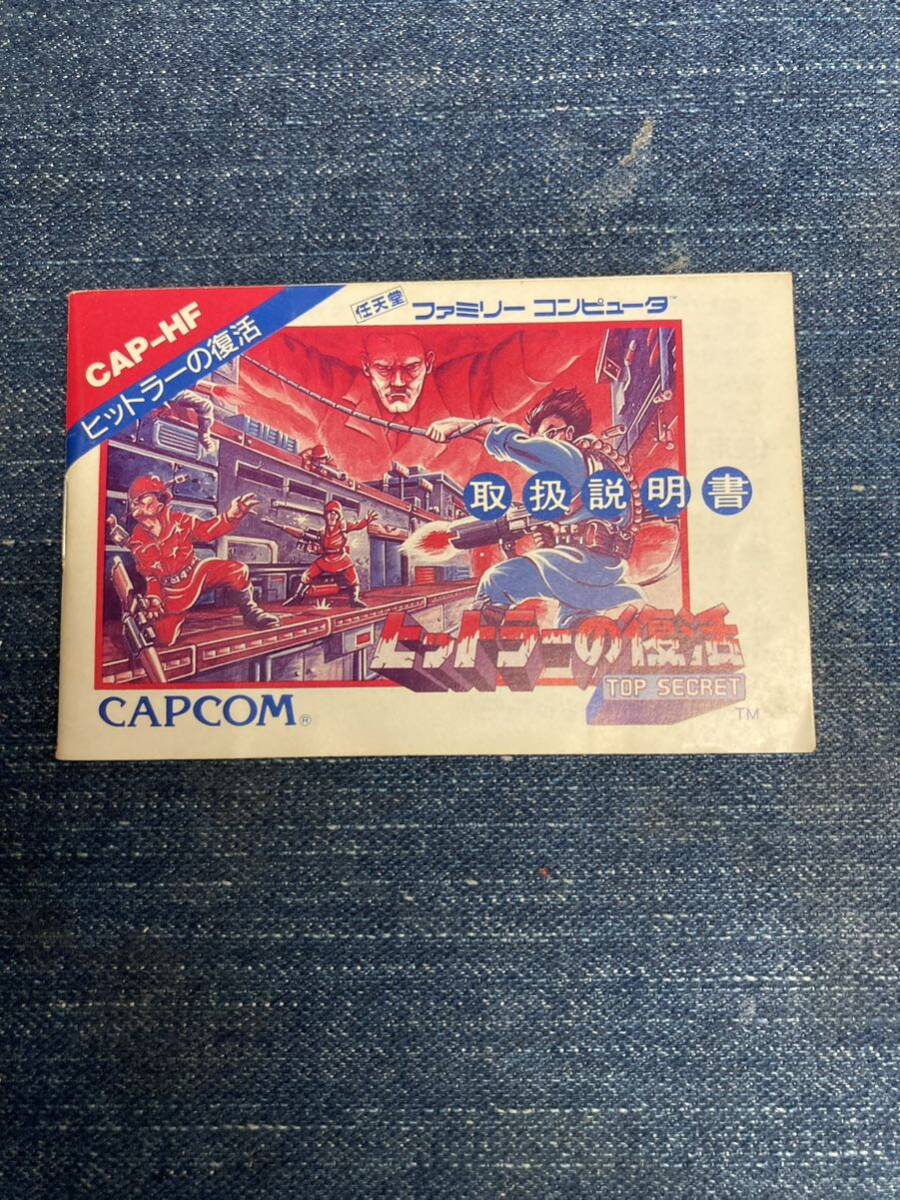 CAP-HF
ヒットラーの復活
任天堂 ファミリー コンピュータ™
取扱説明書
ヒットラーの復活
TOP SECRET
TM
CAPCOM®